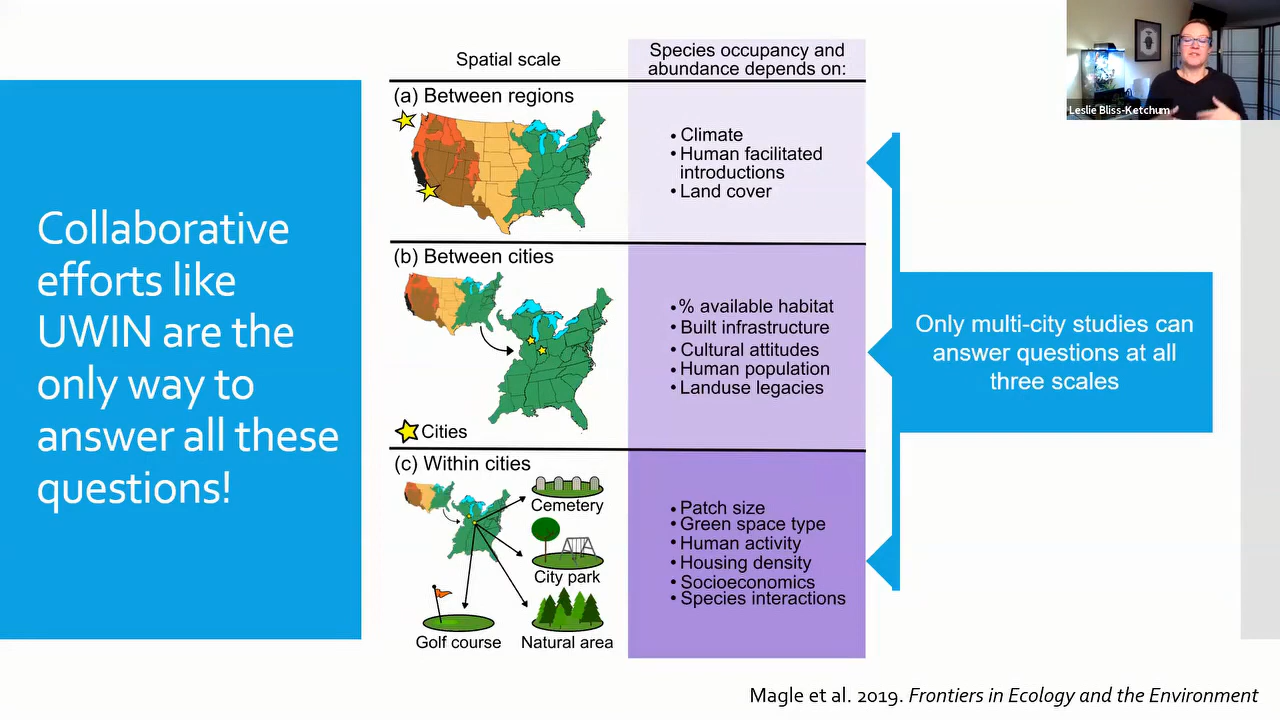 Leslie Bliss-Ketchum
Collaborative
efforts like
UWIN are the
only way to
answer all these
questions!
Spatial scale
Species occupancy and
abundance depends on:
(a) Between regions
• Climate
• Human facilitated
introductions
• Land cover
(b) Between cities
• % available habitat
• Built infrastructure
• Cultural attitudes
• Human population
• Landuse legacies
Cities
(c) Within cities
Cemetery
City park
Golf course
Natural area
• Patch size
• Green space type
• Human activity
• Housing density
• Socioeconomics
• Species interactions
Only multi-city studies can
answer questions at all
three scales
Magle et al. 2019. Frontiers in Ecology and the Environment